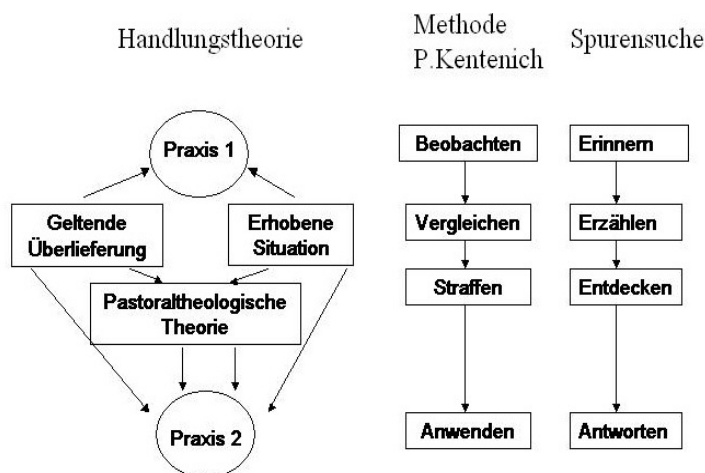 Handlungstheorie
Methode
P.Kentenich
Spurensuche
Praxis 1
Geltende
Überlieferung
Erhobene
Situation
Pastoraltheologische
Theorie
Praxis 2
Beobachten
Vergleichen
Straffen
Anwenden
Erinnern
Erzählen
Entdecken
Antworten